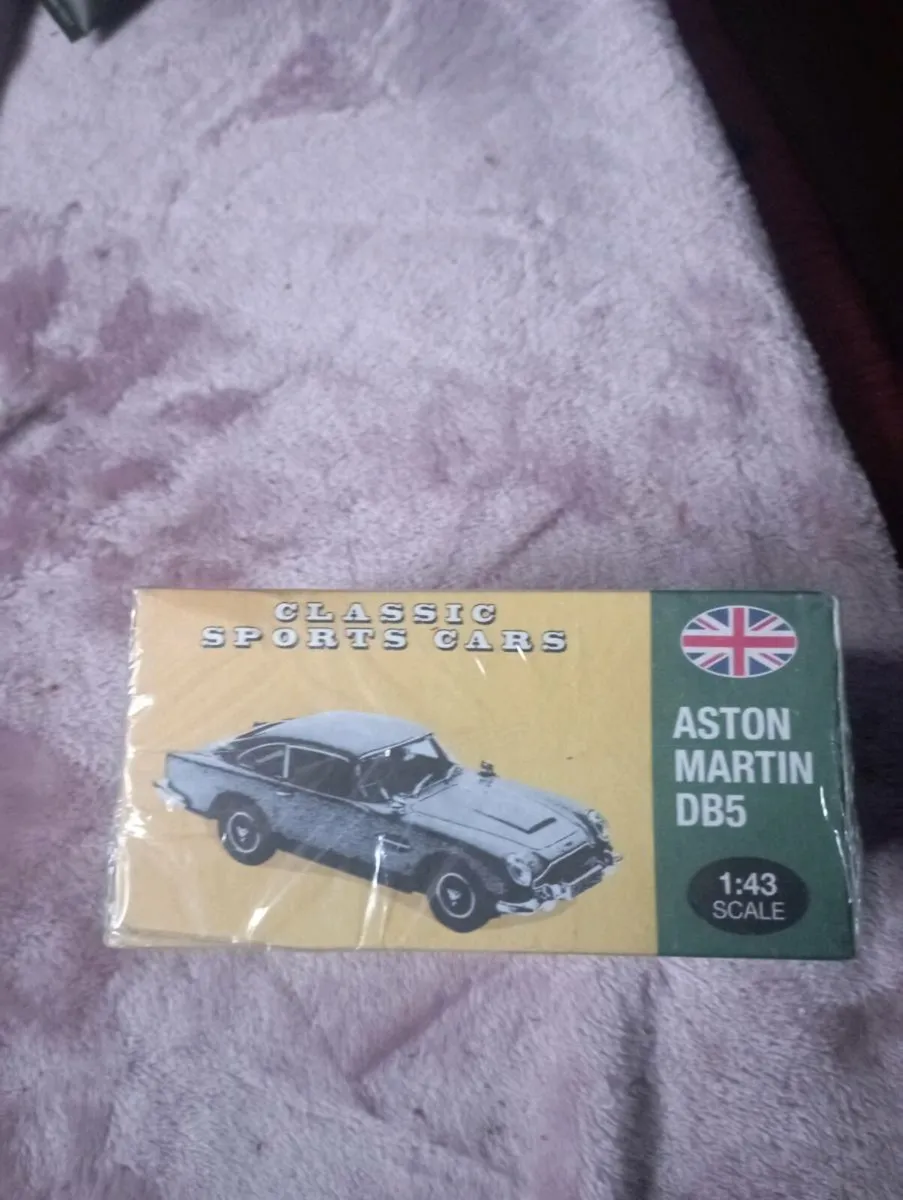 CLASSIC
SPORTS CARS
ASTON
MARTIN
DB5
1:43
SCALE